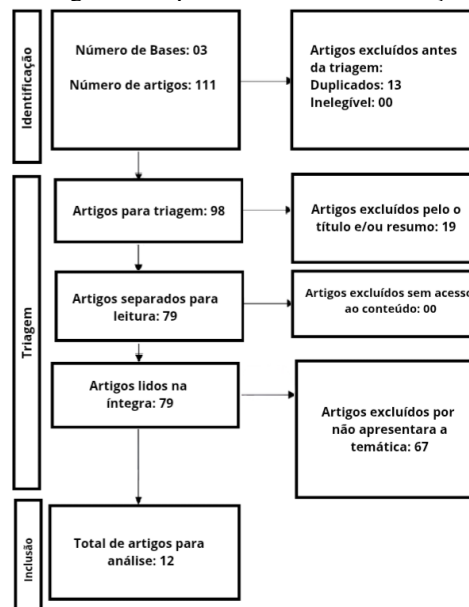 Identificação
Número de Bases: 03
Número de artigos: 111
Artigos excluídos antes
da triagem:
Duplicados: 13
Inelegível: 00
Triagem
Artigos para triagem: 98
Artigos excluídos pelo o
título e/ou resumo: 19
Artigos separados para
leitura: 79
Artigos excluídos sem acesso
ao conteúdo: 00
Artigos lidos na
íntegra: 79
Artigos excluídos por
não apresentara a
temática: 67
Inclusão
Total de artigos para
análise: 12